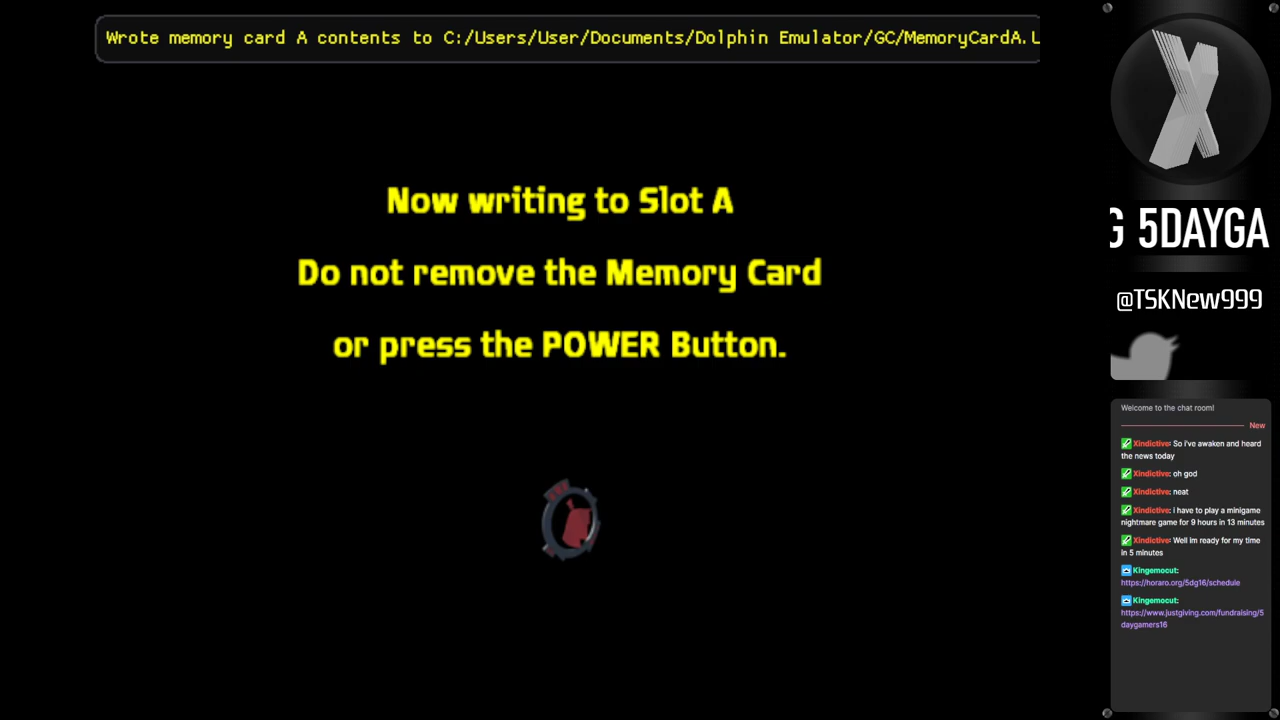 Wrote memory card A contents to C:/Users/User/Documents/Dolphin Emulator/GC/MemoryCardA.U
Now writing to Slot A
Do not remove the Memory Card
or press the POWER Button.
G 5DAYGA
@TSKNew999
Welcome to the chat room!
New
Xindictive: So i've awaken and heard
the news today
Xindictive: oh god
Xindictive: neat
Xindictive: i have to play a minigame
nightmare game for 9 hours in 13 minutes
Xindictive: Well Im ready for my time
in 5 minutes
Kingemocut:
https://horaro.org/5dg16/schedule
Kingemocut:
https://www.justgiving.com/fundraising/5
daygamers16